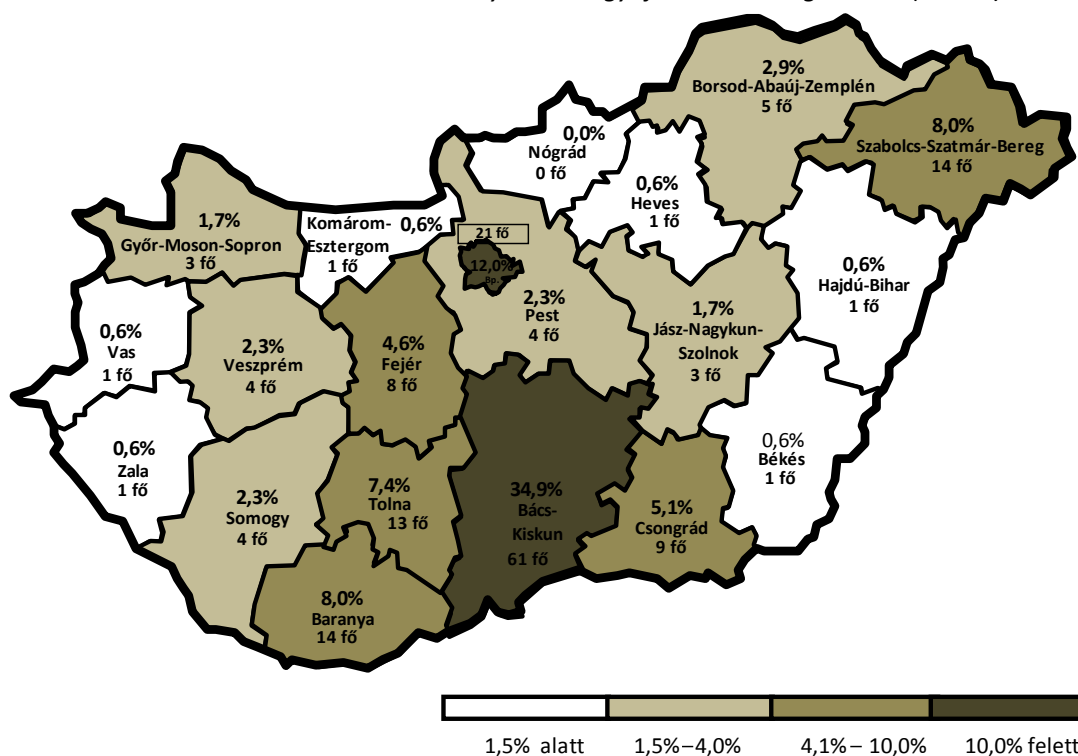 2,9%
Borsod-Abaúj-Zemplén
5 fő
8,0%
Szabolcs-Szatmár-Bereg
14 fő
0,0%
Nógrád
0 fő
0,6%
Heves
1 fő
1,7%
Győr-Moson-Sopron
3 fő
Komárom- 0,6%
Esztergom
1 fő
21 fő
12,0%
Bp.
2,3%
Pest
4 fő
1,7%
Jász-Nagykun-
Szolnok
3 fő
0,6%
Hajdú-Bihar
1 fő
0,6%
Vas
1 fő
2,3%
Veszprém
4 fő
4,6%
Fejér
8 fő
0,6%
Zala
1 fő
2,3%
Somogy
4 fő
7,4%
Tolna
13 fő
34,9%
Bács-
Kiskun
61 fő
5,1%
Csongrád
9 fő
0,6%
Békés
1 fő
8,0%
Baranya
14 fő
1,5% alatt 1,5%–4,0% 4,1% – 10,0% 10,0% felett